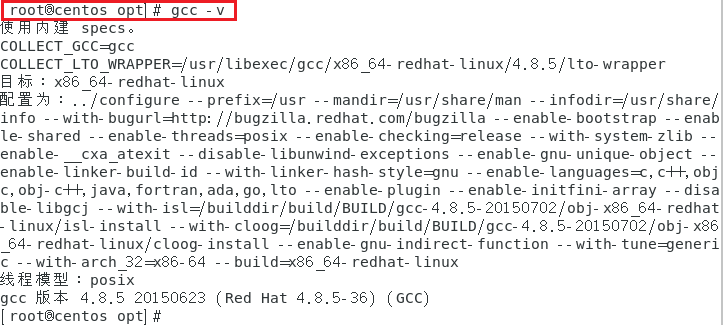 [root@centos opt]# gcc -v
使用内建 specs。
COLLECT_GCC=gcc
COLLECT_LTO_WRAPPER=/usr/libexec/gcc/x86_64-redhat-linux/4.8.5/lto-wrapper
目标：x86_64-redhat-linux
配置为：../configure --prefix=/usr --mandir=/usr/share/man --infodir=/usr/share/
info --with-bugurl=http://bugzilla.redhat.com/bugzilla --enable-bootstrap --enab
le-shared --enable-threads=posix --enable-checking=release --with-system-zlib --
enable-__cxa_atexit --disable-libunwind-exceptions --enable-gnu-unique-object --
enable-linker-build-id --with-linker-hash-style=gnu --enable-languages=c,c++,obj
c,obj-c++,java,fortran,ada,go,lto --enable-plugin --enable-initfini-array --disa
ble-libgcj --with-isl=/builddir/build/BUILD/gcc-4.8.5-20150702/obj-x86_64-redhat
-linux/isl-install --with-cloog=/builddir/build/BUILD/gcc-4.8.5-20150702/obj-x86
_64-redhat-linux/cloog-install --enable-gnu-indirect-function --with-tune=generi
c --with-arch_32=x86-64 --build=x86_64-redhat-linux
线程模型：posix
gcc 版本 4.8.5 20150623 (Red Hat 4.8.5-36) (GCC)
[root@centos opt]#